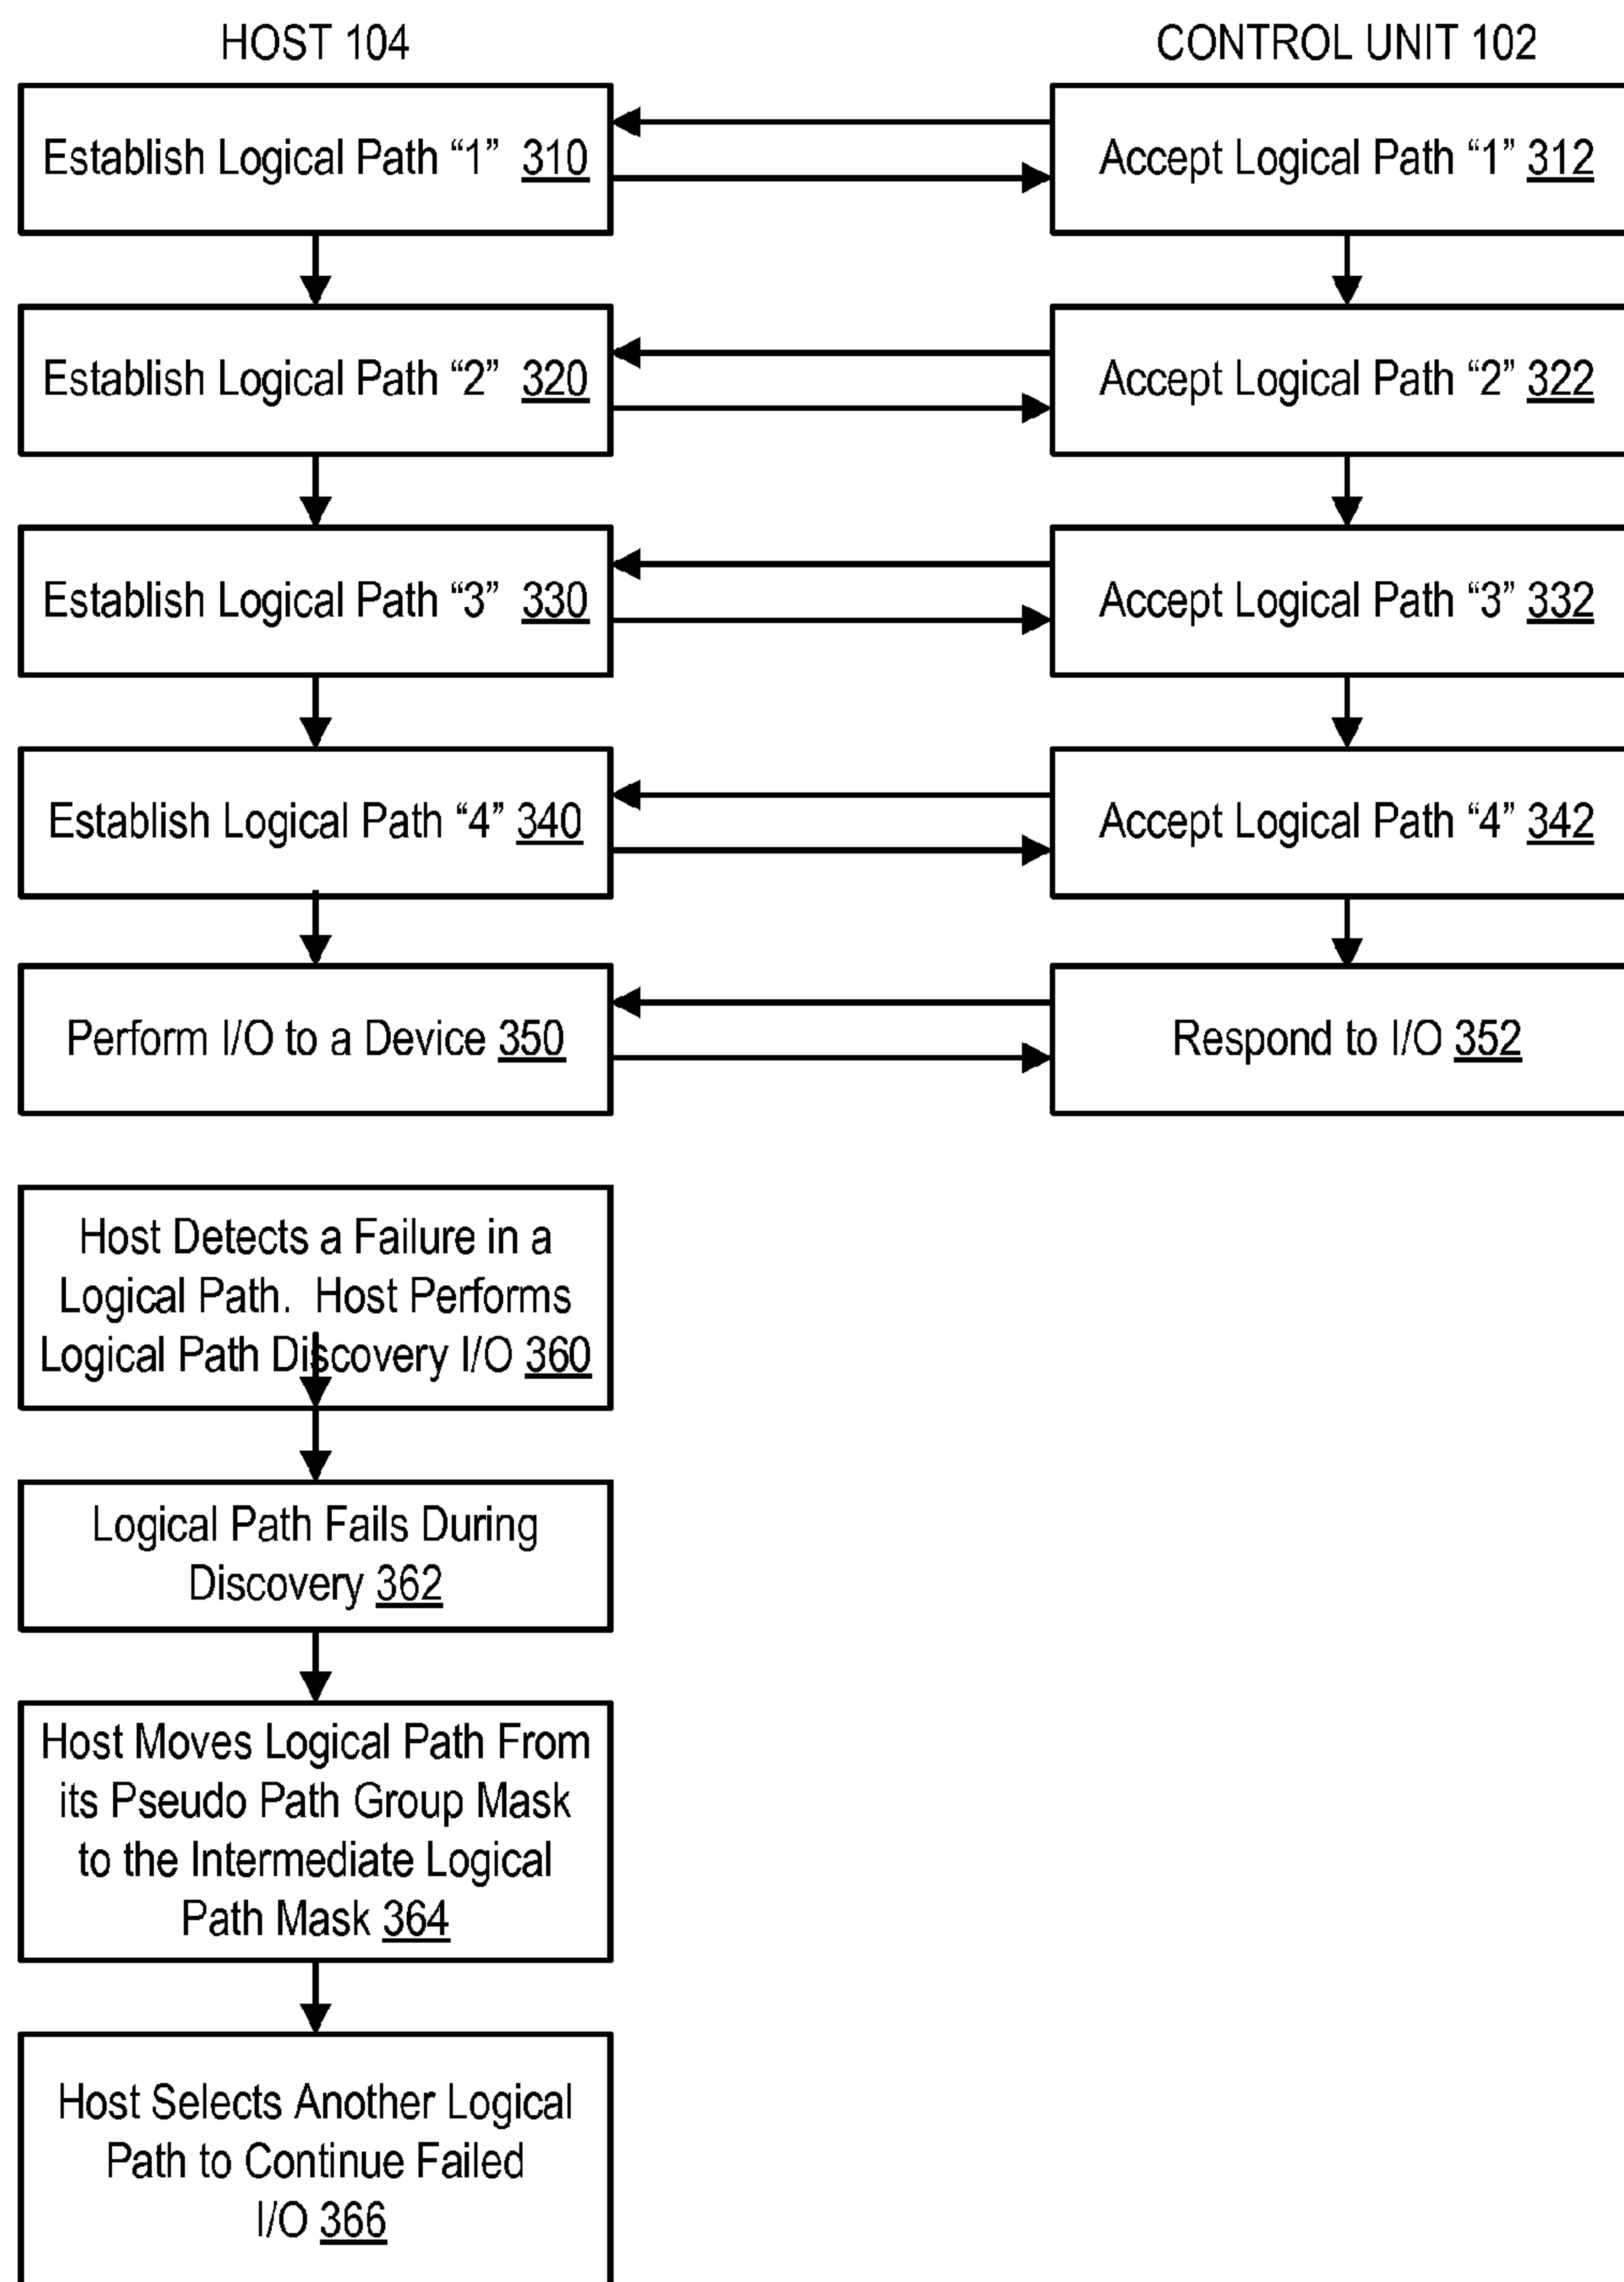 HOST 104
CONTROL UNIT 102
Establish Logical Path “1” 310
Accept Logical Path “1” 312
Establish Logical Path “2” 320
Accept Logical Path “2” 322
Establish Logical Path “3” 330
Accept Logical Path “3” 332
Establish Logical Path “4” 340
Accept Logical Path “4” 342
Perform I/O to a Device 350
Respond to I/O 352
Host Detects a Failure in a
Logical Path. Host Performs
Logical Path Discovery I/O 360
Logical Path Fails During
Discovery 362
Host Moves Logical Path From
its Pseudo Path Group Mask
to the Intermediate Logical
Path Mask 364
Host Selects Another Logical
Path to Continue Failed
I/O 366